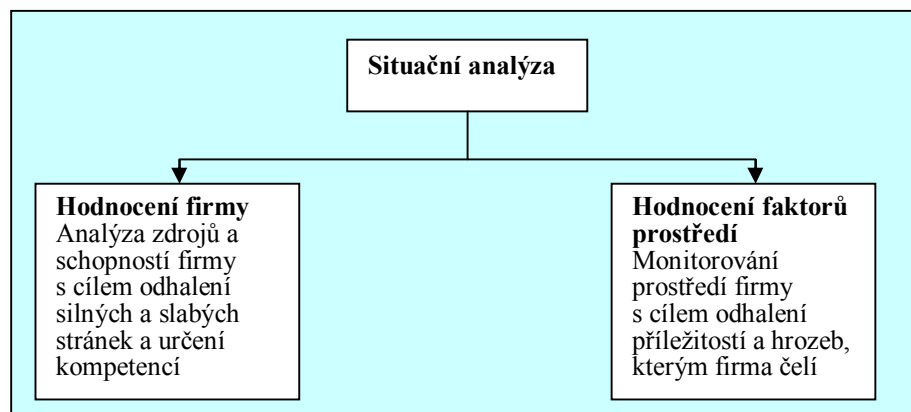 Situační analýza
Hodnocení firmy
Analýza zdrojů a
schopností firmy
s cílem odhalení
silných a slabých
stránek a určení
kompetencí
Hodnocení faktorů
prostředí
Monitorování
prostředí firmy
s cílem odhalení
příležitostí a hrozeb,
kterým firma čelí